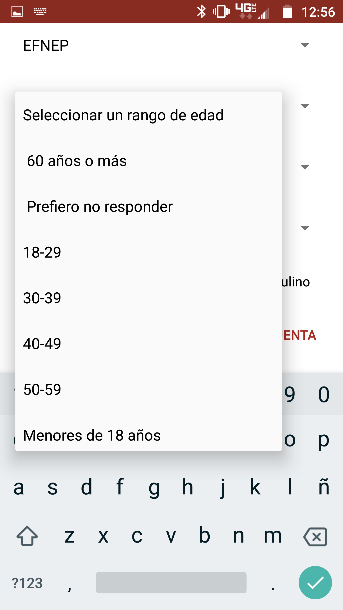 4G
12:56
EFNEP
Seleccionar un rango de edad
60 años o más
Prefiero no responder
18-29
30-39
40-49
50-59
Menores de 18 años
ulino
ENTA
9 0
o p
a s d f g h j k l ñ
z x c v b n m
?123 , .